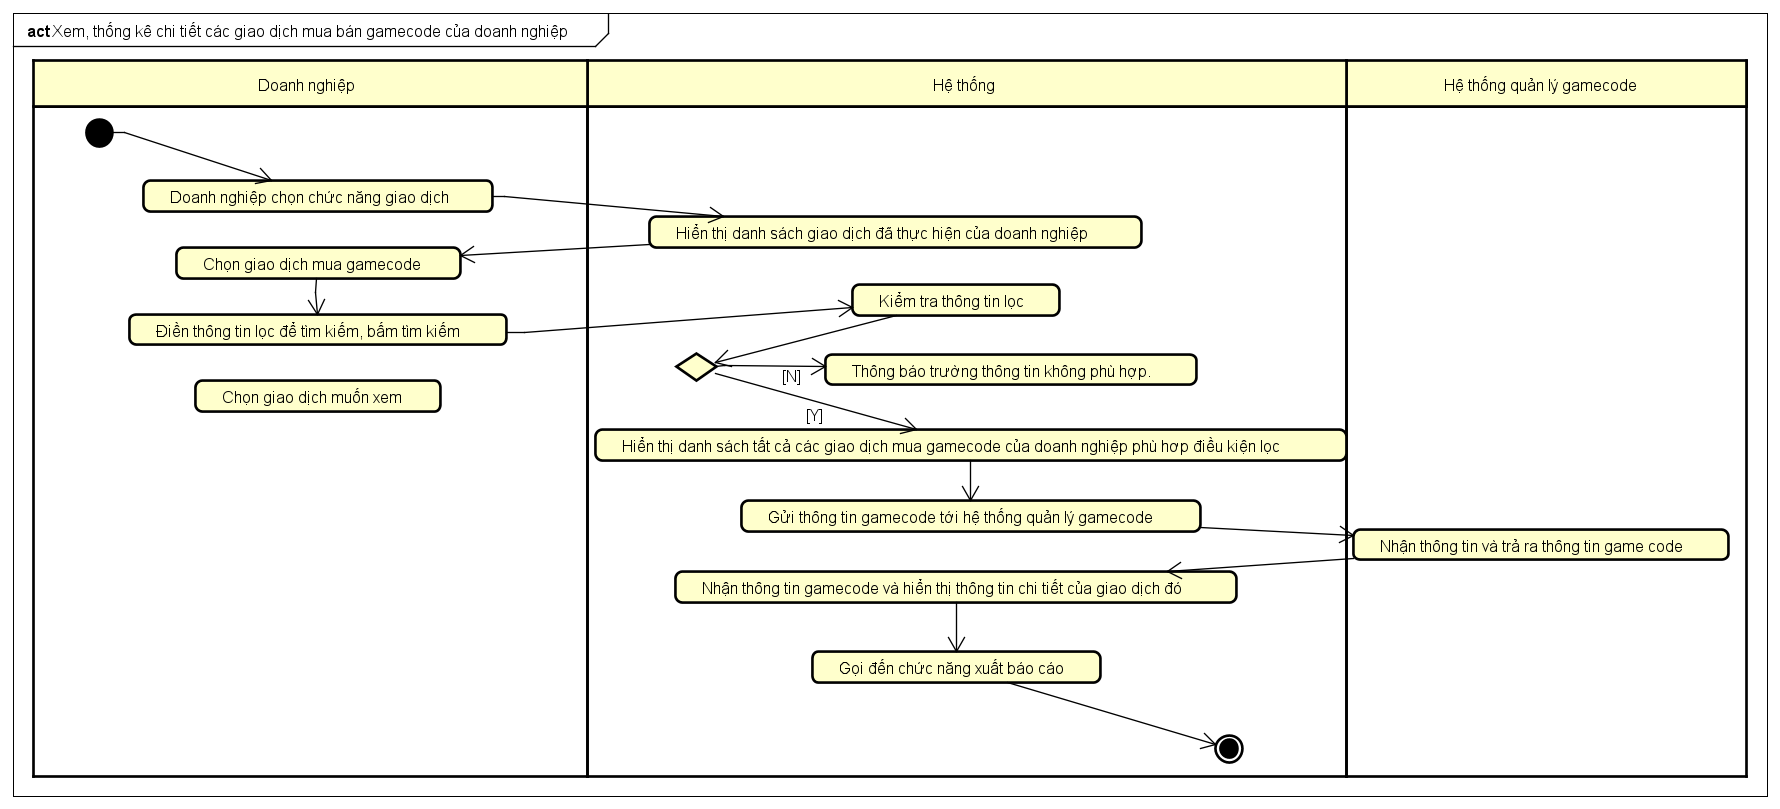 act Xem, thống kê chi tiết các giao dịch mua bán gamecode của doanh nghiệp
Doanh nghiệp
Hệ thống
Hệ thống quản lý gamecode
Doanh nghiệp chọn chức năng giao dịch
Hiển thị danh sách giao dịch đã thực hiện của doanh nghiệp
Chọn giao dịch mua gamecode
Kiểm tra thông tin lọc
Điền thông tin lọc để tìm kiếm, bấm tìm kiếm
Thông báo trường thông tin không phù hợp.
[N]
Chọn giao dịch muốn xem
[Y]
Hiển thị danh sách tất cả các giao dịch mua gamecode của doanh nghiệp phù hơp điều kiện lọc
Gửi thông tin gamecode tới hệ thống quản lý gamecode
Nhận thông tin và trả ra thông tin game code
Nhận thông tin gamecode và hiển thị thông tin chi tiết của giao dịch đó
Gọi đến chức năng xuất báo cáo